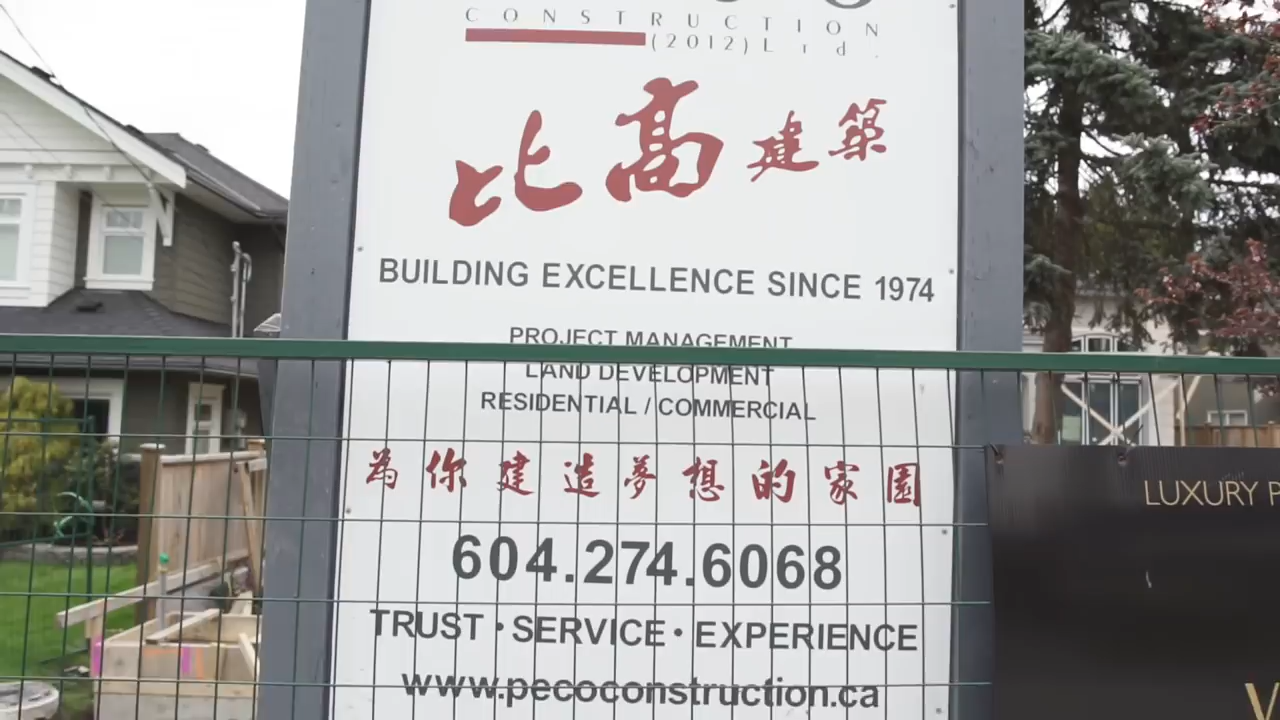 CONSTRUCTION
(2012) Ltd.
比高建築
BUILDING EXCELLENCE SINCE 1974
PROJECT MANAGEMENT
LAND DEVELOPMENT
RESIDENTIAL / COMMERCIAL
為你建造夢想的家園
604.274.6068
TRUST · SERVICE · EXPERIENCE
www.pecoconstruction.ca
LUXURY